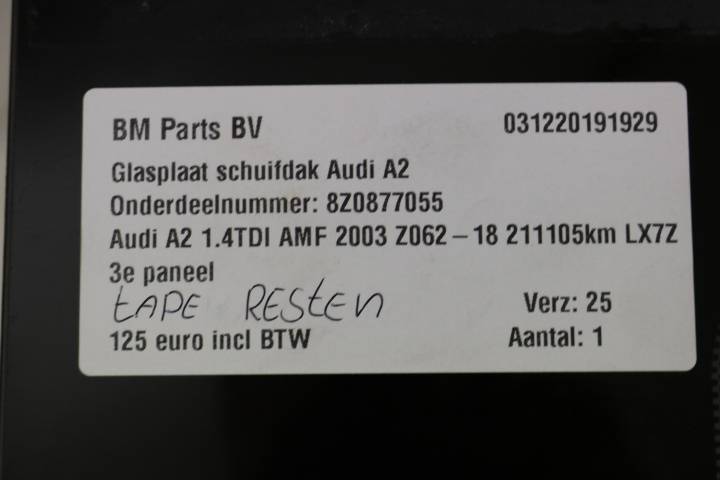 BM Parts BV 031220191929
Glasplaat schuifdak Audi A2
Onderdeelnummer: 8Z0877055
Audi A2 1.4TDI AMF 2003 Z062 – 18 211105km LX7Z
3e paneel
tAPE RESTEN Verz: 25
125 euro incl BTW Aantal: 1